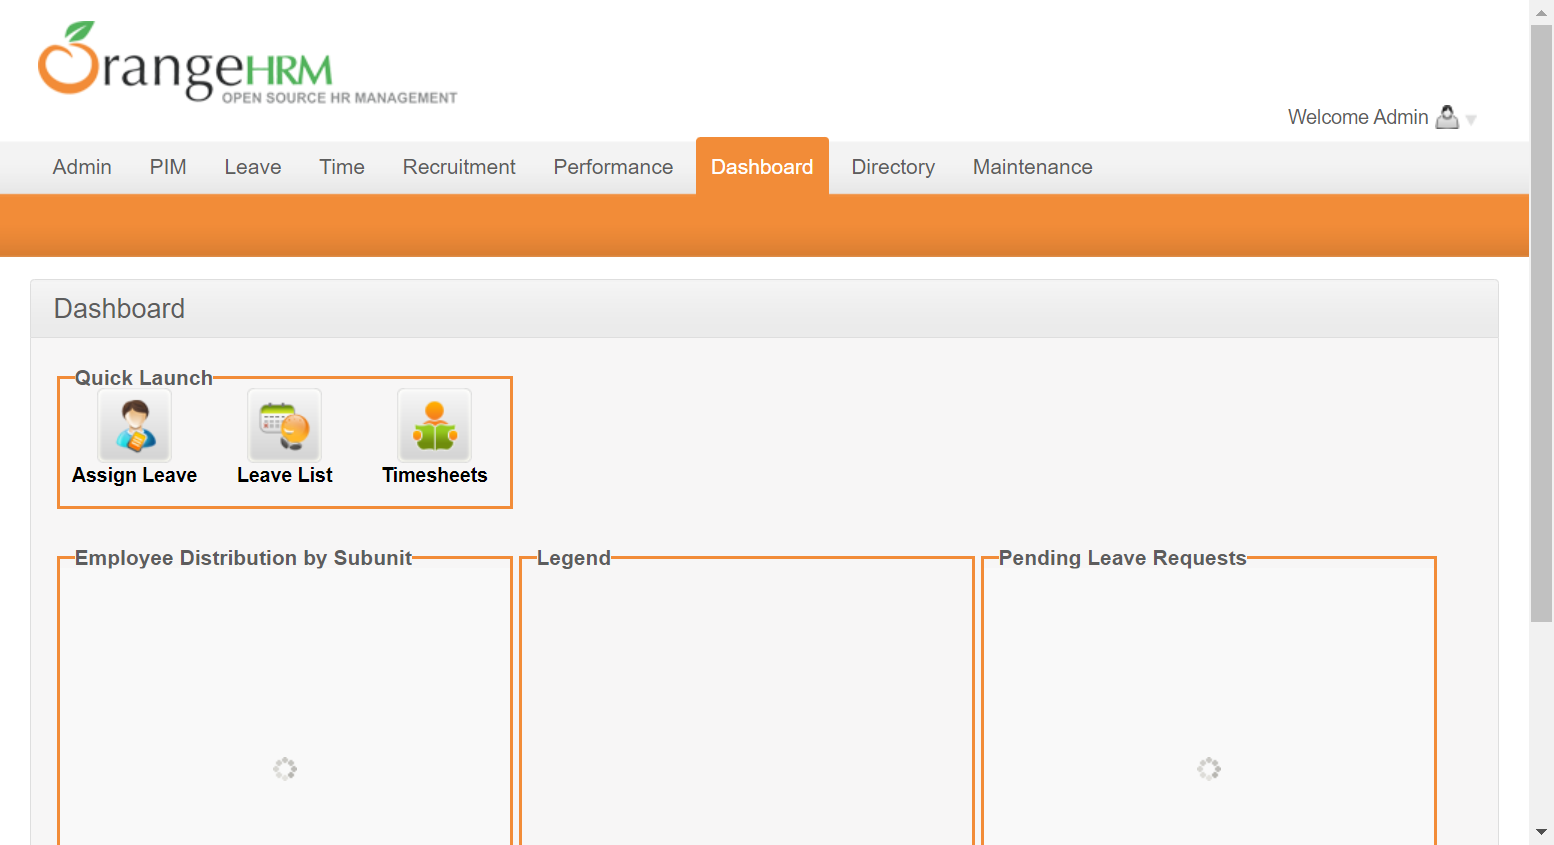 OrangeHRM
OPEN SOURCE HR MANAGEMENT
Welcome Admin
Admin PIM Leave Time Recruitment Performance Dashboard Directory Maintenance
Dashboard
Quick Launch
Assign Leave Leave List Timesheets
Employee Distribution by Subunit Legend Pending Leave Requests